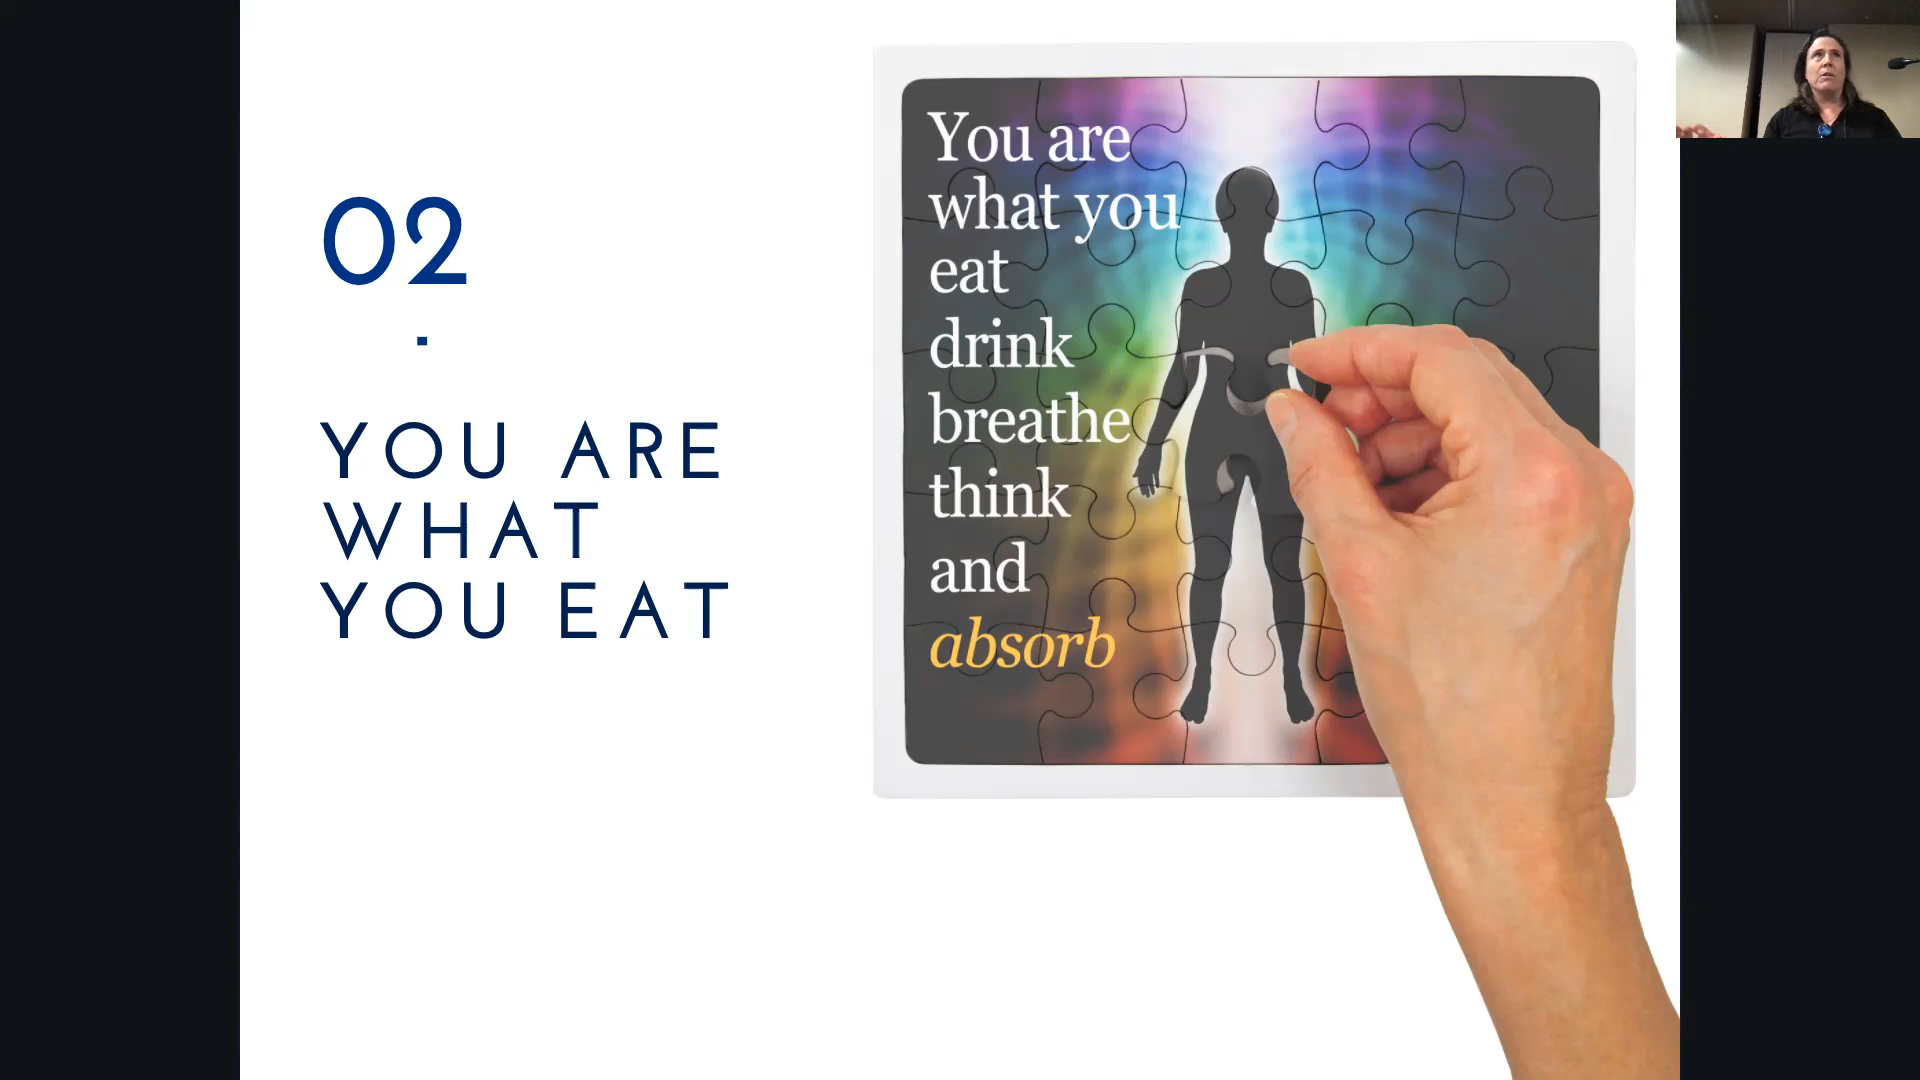 02
.
YOU ARE
WHAT
YOU EAT
You are
what you
eat
drink
breathe
think
and
absorb